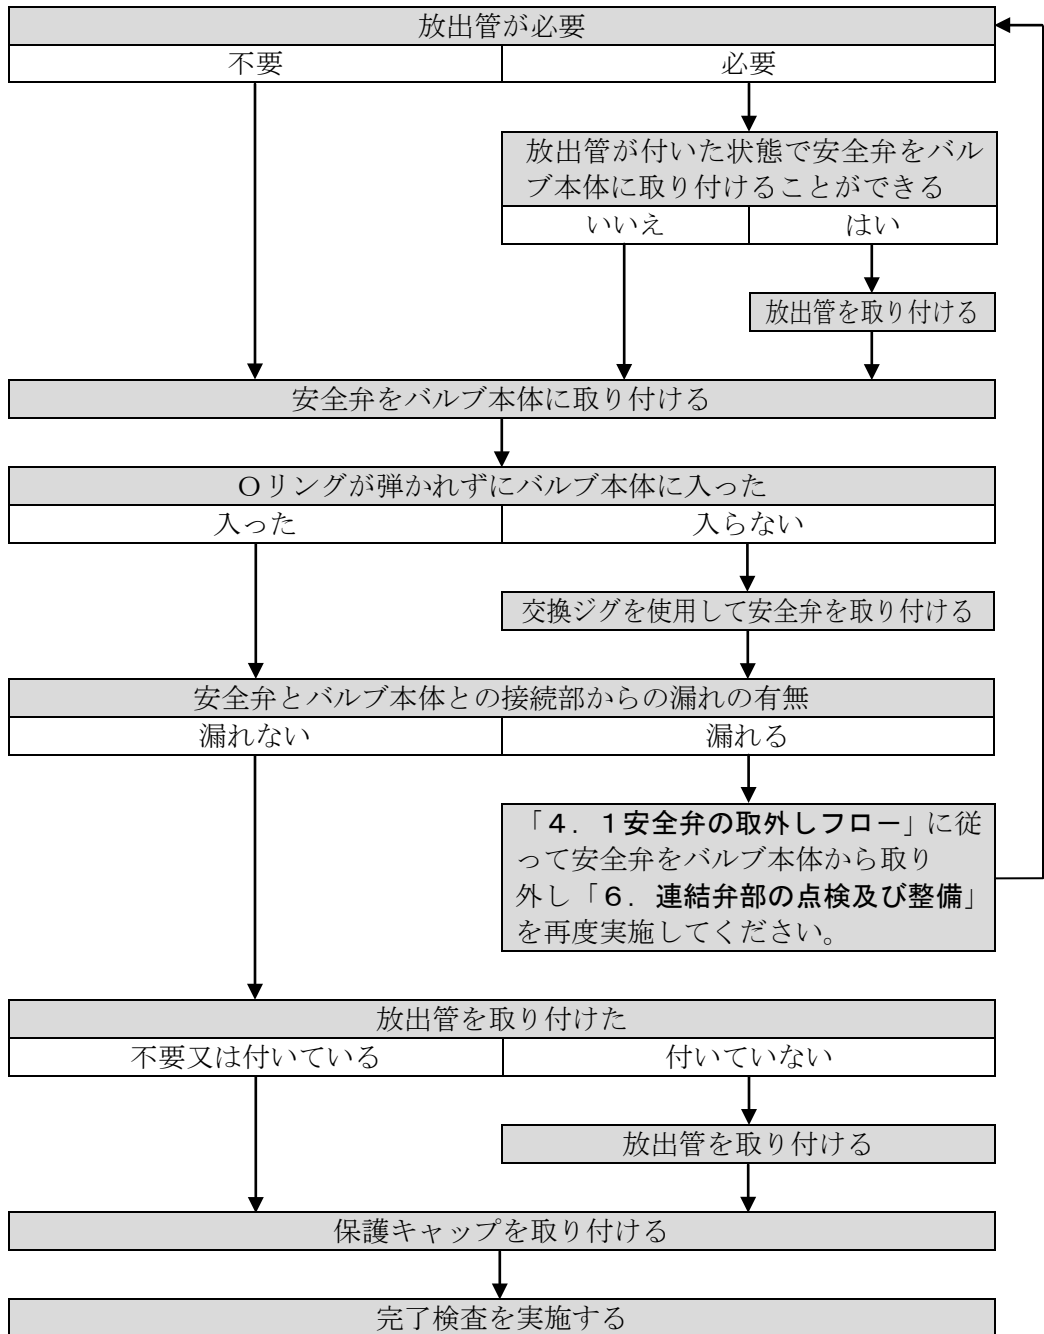 放出管が必要
不要
必要
放出管が付いた状態で安全弁をバル
ブ本体に取り付けることができる
いいえ
はい
放出管を取り付ける
安全弁をバルブ本体に取り付ける
Oリングが弾かれずにバルブ本体に入った
入った
入らない
交換ジグを使用して安全弁を取り付ける
安全弁とバルブ本体との接続部からの漏れの有無
漏れない
漏れる
「4．1安全弁の取外しフロー」に従
って安全弁をバルブ本体から取り
外し「6．連結弁部の点検及び整備」
を再度実施してください。
放出管を取り付けた
不要又は付いている
付いていない
放出管を取り付ける
保護キャップを取り付ける
完了検査を実施する